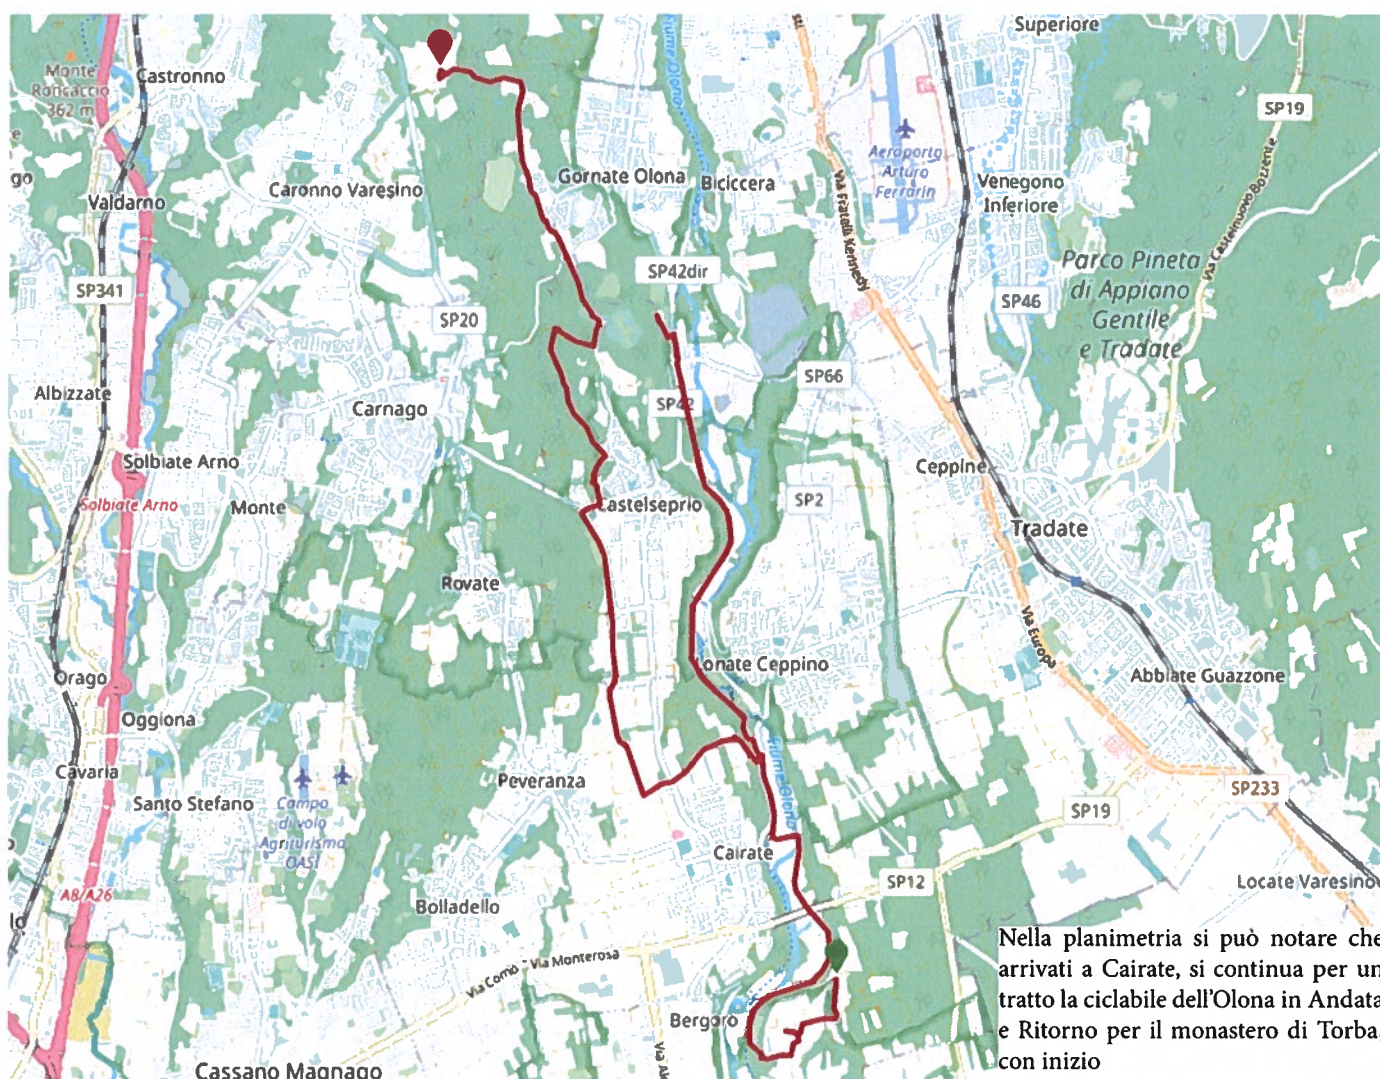 Superiore
Monte
Roncaccio
362 m
Castronno
SP19
Fiume Olona
Aeroporto
Arturo
Ferrarin
Gornate Olona
Biciccera
Caronno Varesino
Venegono
Inferiore
go
Valdarno
Via Fratelli Kennedy
Via Castelnuovo Bozzente
Parco Pineta
di Appiano
Gentile
e Tradate
SP42dir
SP341
SP46
SP20
SP66
Albizzate
SP42
Carnago
Solbiate Arno
Ceppine
Solbiate Arno
Monte
Castelseprio
SP2
Tradate
Rovate
Via Europa
Lonate Ceppino
Orago
Abbiate Guazzone
Oggiona
Fiume Olona
Cavaria
Peveranza
SP233
Santo Stefano
Campo
di volo
Agriturismo
OASI
SP19
Cairate
SP12
Locate Varesino
A8/A26
Bolladello
lo
Via Como
Via Monterosa
Bergoro
Cassano Magnago
Nella planimetria si può notare che
arrivati a Cairate, si continua per un
tratto la ciclabile dell'Olona in Andata
e Ritorno per il monastero di Torba,
con inizio